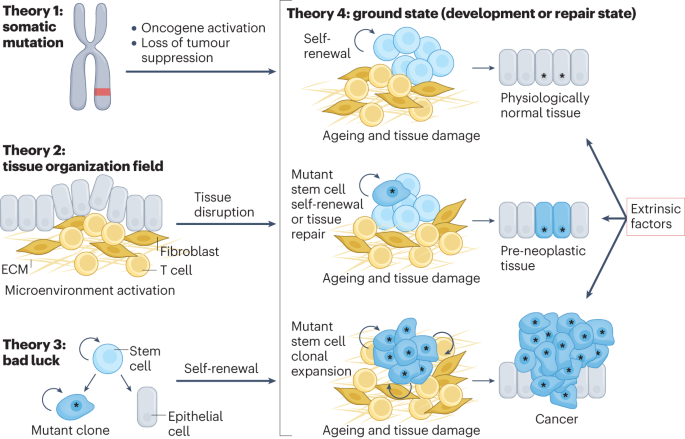 Theory 1:
somatic
mutation
• Oncogene activation
• Loss of tumour
suppression
Theory 2:
tissue organization field
Tissue
disruption
Fibroblast
ECM
T cell
Microenvironment activation
Theory 3:
bad luck
Stem
cell
Self-renewal
Mutant clone
Epithelial
cell
Theory 4: ground state (development or repair state)
Self-
renewal
Ageing and tissue damage
Physiologically
normal tissue
Mutant
stem cell
self-renewal
or tissue
repair
Ageing and tissue damage
Pre-neoplastic
tissue
Extrinsic
factors
Mutant
stem cell
clonal
expansion
Ageing and tissue damage
Cancer